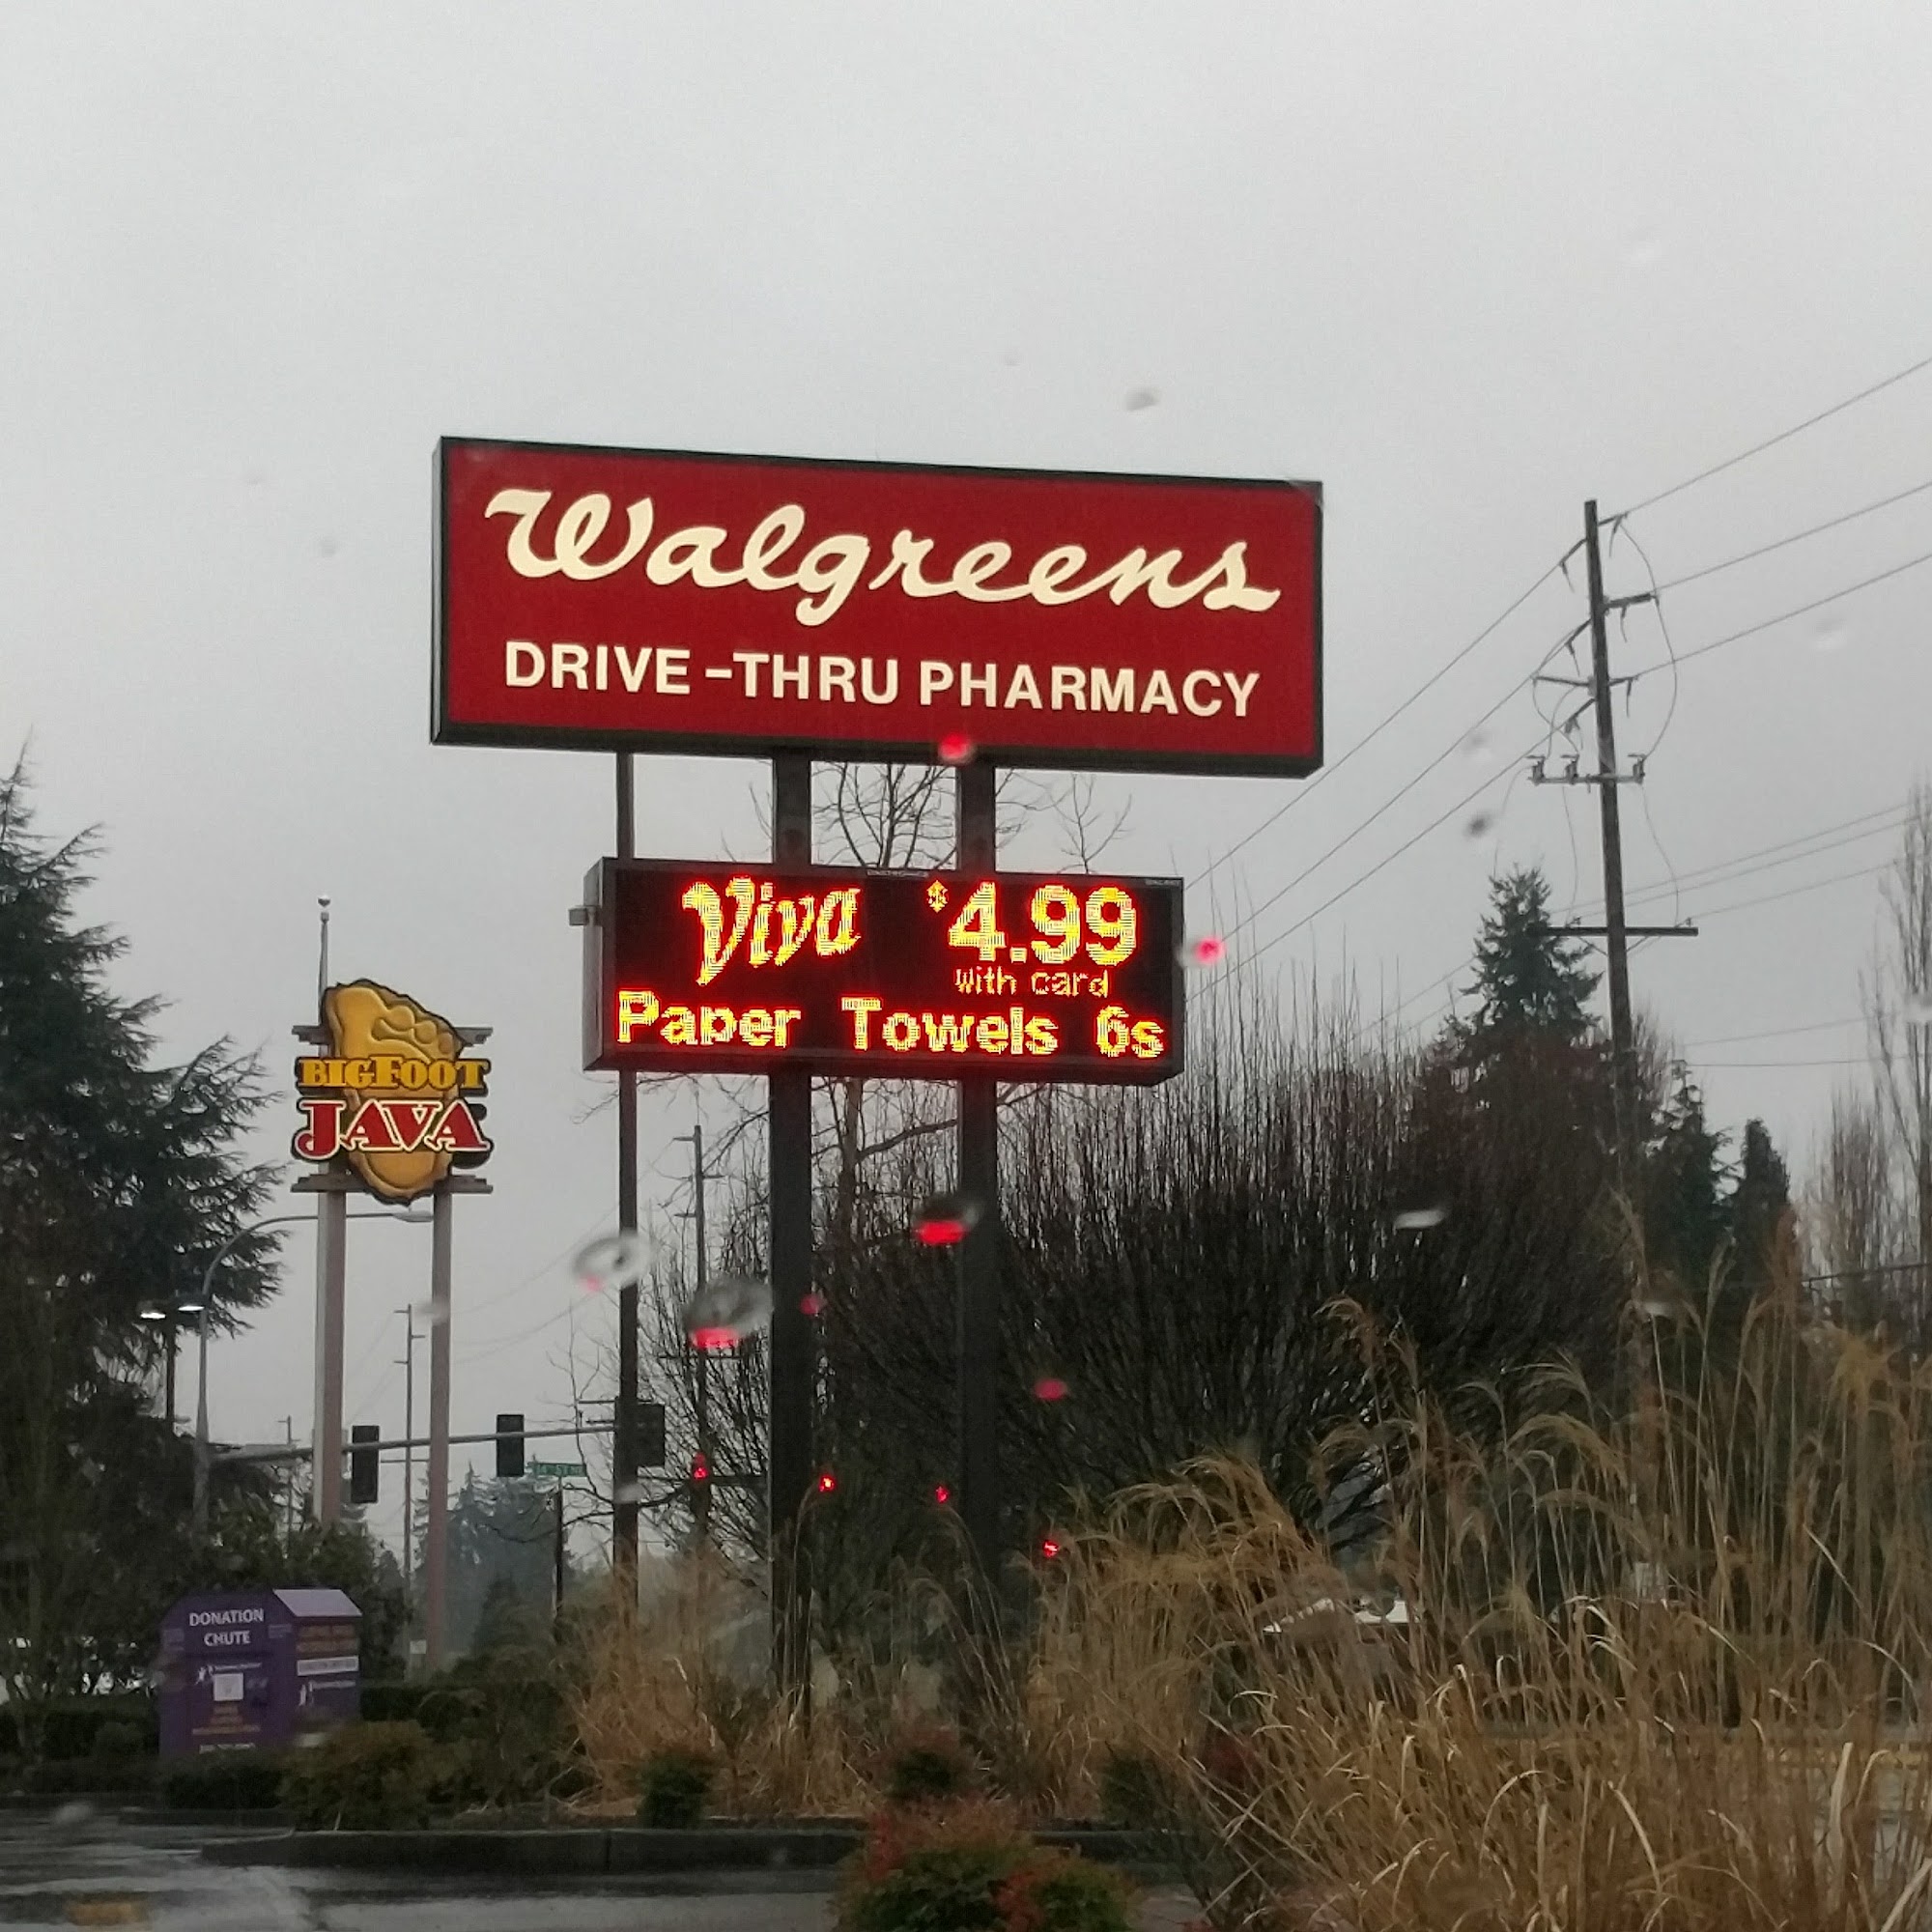 Walgreens
DRIVE-THRU PHARMACY
Viva $4.99
With card
Paper Towels 6s
BIGFOOT
JAVA
DONATION
CHUTE